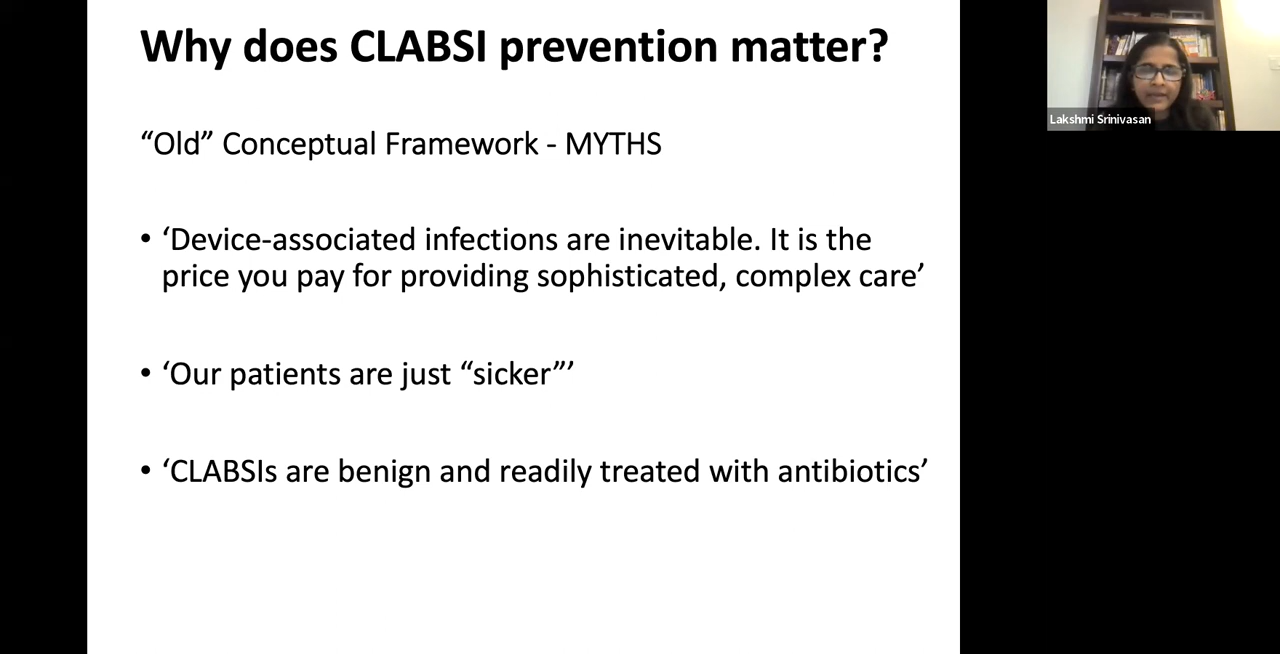 Why does CLABSI prevention matter?
“Old” Conceptual Framework - MYTHS
• ‘Device-associated infections are inevitable. It is the
price you pay for providing sophisticated, complex care’
• ‘Our patients are just “sicker”’
• ‘CLABSIs are benign and readily treated with antibiotics’
Lakshmi Srinivasan